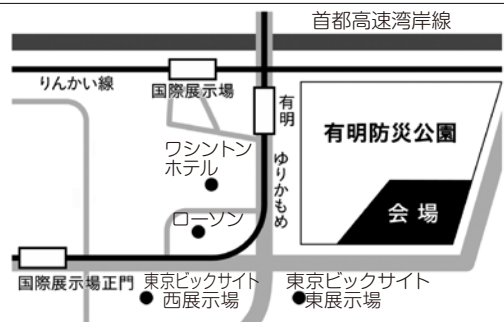 首都高速湾岸線
りんかい線
国際展示場
有明
有明防災公園
ゆりかもめ
ワシントン
ホテル
会場
ローソン
国際展示場正門
東京ビックサイト
西展示場
東京ビックサイト
東展示場